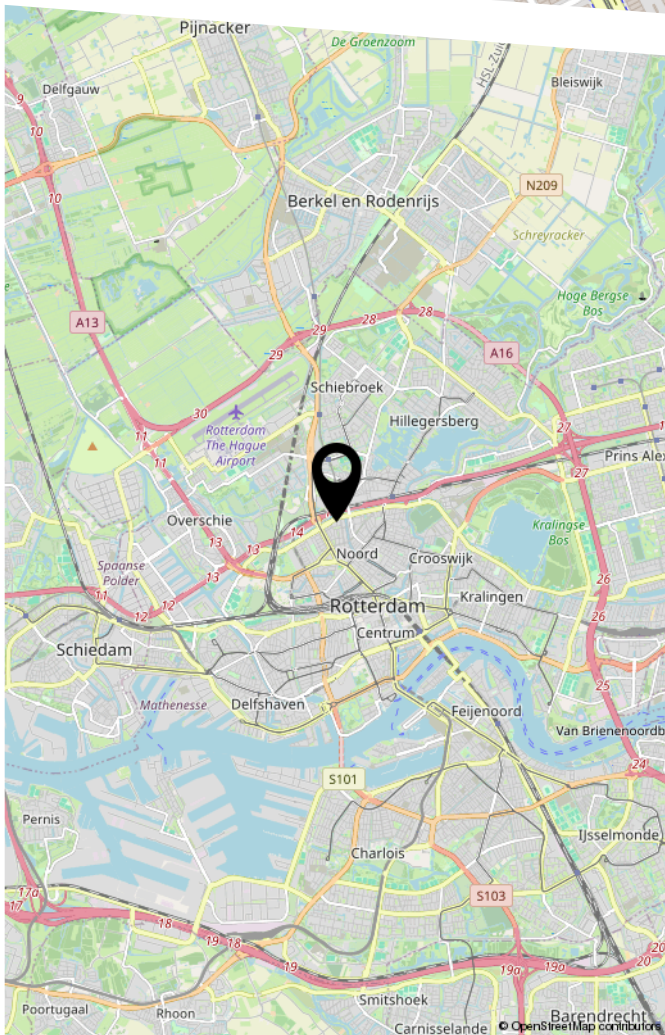 Pijnacker
De Groenzoom
HSL-Zuid
Bleiswijk
Delfgauw
9
10
10
N209
Berkel en Rodenrijs
Schreyracker
Hoge Bergse
Bos
A13
29
28
28
29
A16
Schiebroek
30
Hillegersberg
Rotterdam
The Hague
Airport
27
11
11
Prins Alex
27
Overschie
14
13
13
13
Kralingse
Bos
Noord
Crooswijk
Spaanse
Polder
26
11
12
12
Kralingen
Rotterdam
Centrum
26
Schiedam
25
Mathenesse
Delfshaven
Feijenoord
Van Brienenoordb
24
S101
Pernis
IJsselmonde
Charlois
17a
17
S103
18
19
18
19
19a
19a
20
20
Smitshoek
Poortugaal
Rhoon
Carnisselande
Barendrecht
© OpenStreetMap contributors